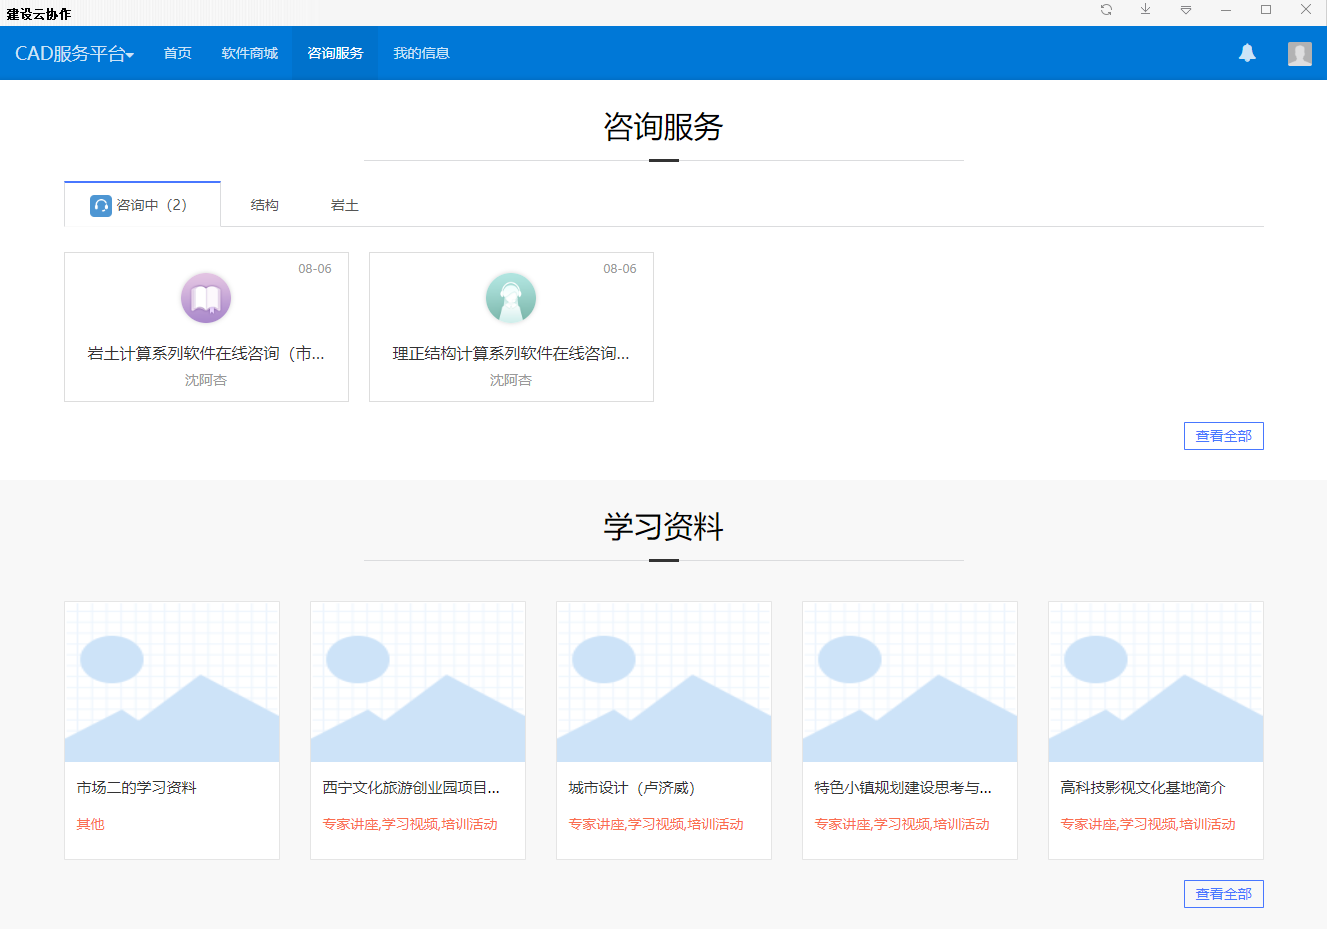 建设云协作
CAD服务平台 首页 软件商城 咨询服务 我的信息
咨询服务
咨询中（2） 结构 岩土
08-06 08-06
岩土计算系列软件在线咨询（市... 理正结构计算系列软件在线咨询...
沈阿杏 沈阿杏
查看全部
学习资料
市场二的学习资料 西宁文化旅游创业园项目... 城市设计（卢济威） 特色小镇规划建设思考与... 高科技影视文化基地简介
其他 专家讲座,学习视频,培训活动 专家讲座,学习视频,培训活动 专家讲座,学习视频,培训活动 专家讲座,学习视频,培训活动
查看全部